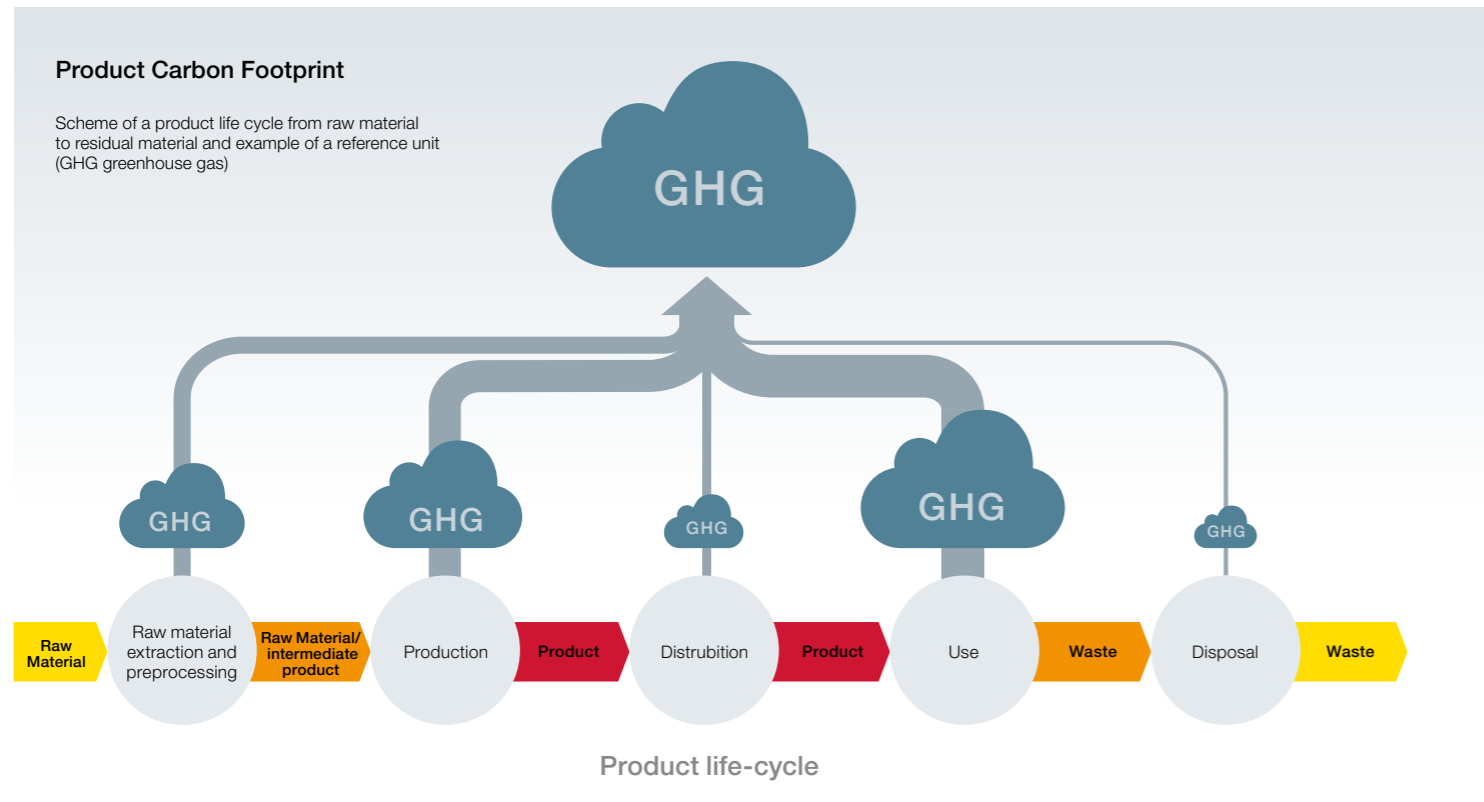 Product Carbon Footprint
Scheme of a product life cycle from raw material
to residual material and example of a reference unit
(GHG greenhouse gas)
GHG
GHG
GHG
GHG
GHG
GHG
Raw
Material
Raw material
extraction and
preprocessing
Raw Material/
intermediate
product
Production
Product
Distrubition
Product
Use
Waste
Disposal
Waste
Product life-cycle